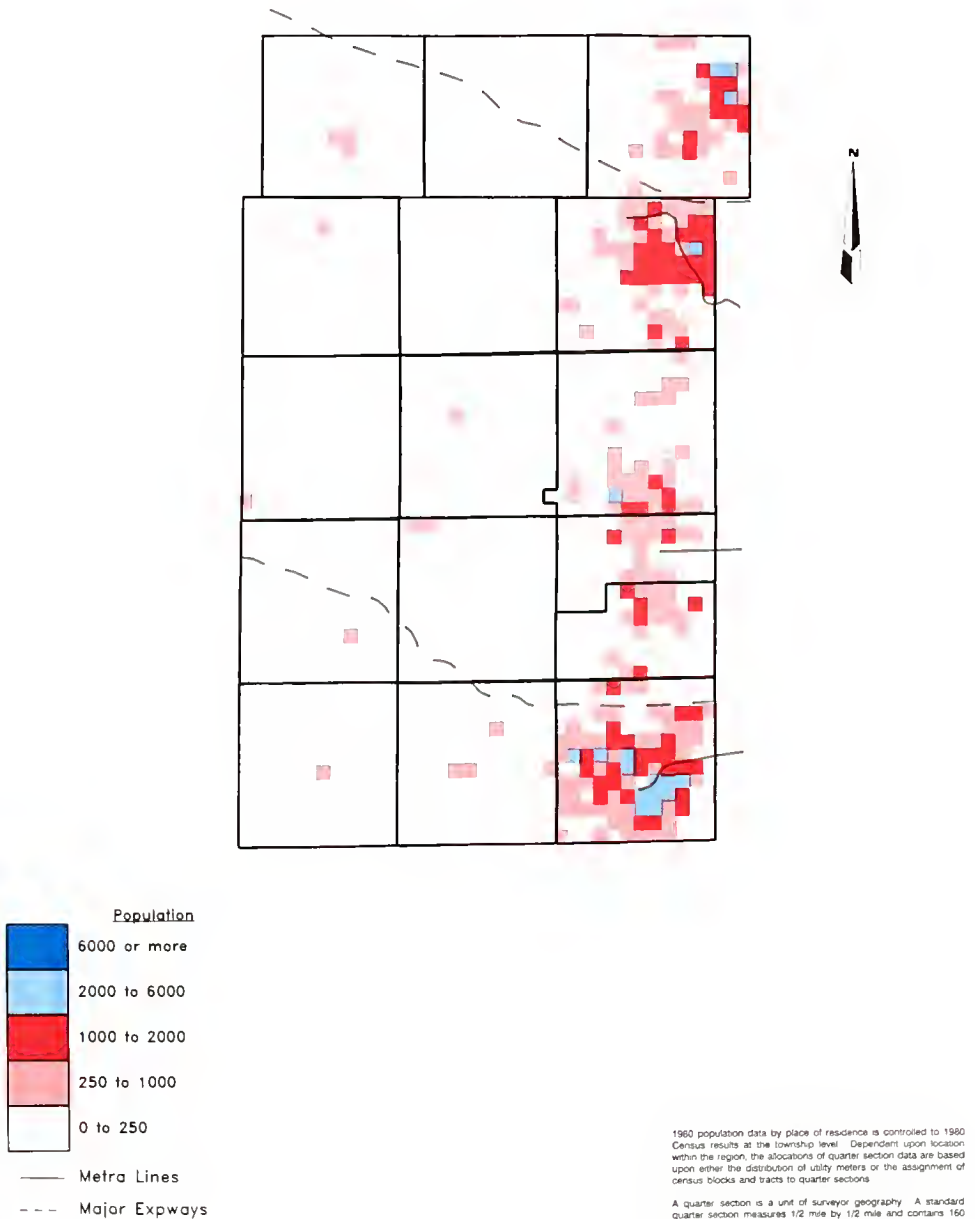 N
Population
6000 or more
2000 to 6000
1000 to 2000
250 to 1000
0 to 250
Metra Lines
Major Expways
1980 population data by place of residence is controlled to 1980
Census results at the township level Dependent upon location
within the region, the allocations of quarter section data are based
upon either the distribution of utility meters or the assignment of
census blocks and tracts to quarter sections
A quarter section is a unit of surveyor geography A standard
quarter section measures 1/2 mile by 1/2 mile and contains 160